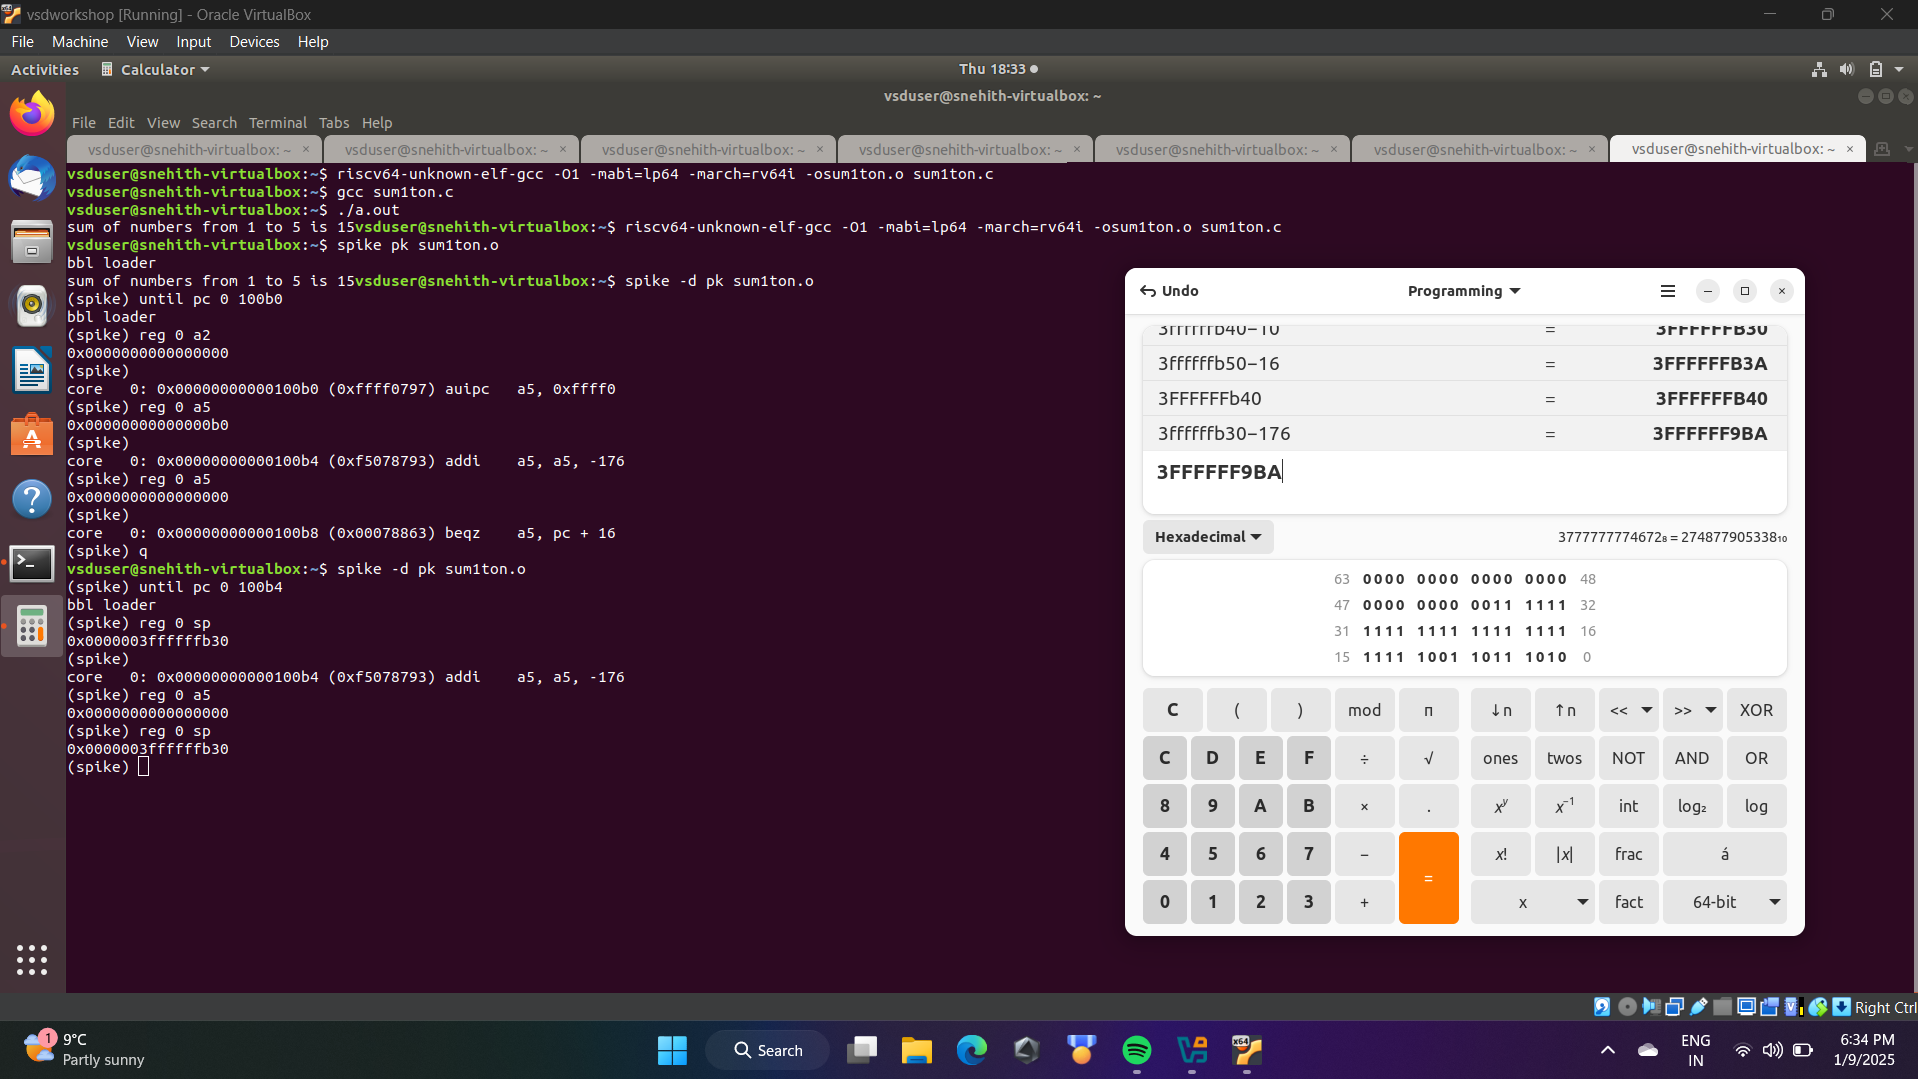 vsdworkshop [Running] - Oracle VirtualBox
File Machine View Input Devices Help
Activities Calculator Thu 18:33
vsduser@snehith-virtualbox: ~
File Edit View Search Terminal Tabs Help
vsduser@snehith-virtualbox: ~ × vsduser@snehith-virtualbox: ~ × vsduser@snehith-virtualbox: ~ × vsduser@snehith-virtualbox: ~ × vsduser@snehith-virtualbox: ~ × vsduser@snehith-virtualbox: ~ × vsduser@snehith-virtualbox: ~ ×
vsduser@snehith-virtualbox:~$ riscv64-unknown-elf-gcc -O1 -mabi=lp64 -march=rv64i -osum1ton.o sum1ton.c
vsduser@snehith-virtualbox:~$ gcc sum1ton.c
vsduser@snehith-virtualbox:~$ ./a.out
sum of numbers from 1 to 5 is 15vsduser@snehith-virtualbox:~$ riscv64-unknown-elf-gcc -O1 -mabi=lp64 -march=rv64i -osum1ton.o sum1ton.c
vsduser@snehith-virtualbox:~$ spike pk sum1ton.o
bbl loader
sum of numbers from 1 to 5 is 15vsduser@snehith-virtualbox:~$ spike -d pk sum1ton.o
(spike) until pc 0 100b0
bbl loader
(spike) reg 0 a2
0x0000000000000000
(spike)
core   0: 0x00000000000100b0 (0xffff0797) auipc   a5, 0xffff0
(spike) reg 0 a5
0x00000000000000b0
(spike)
core   0: 0x00000000000100b4 (0xf5078793) addi    a5, a5, -176
(spike) reg 0 a5
0x0000000000000000
(spike)
core   0: 0x00000000000100b8 (0x00078863) beqz    a5, pc + 16
(spike) q
vsduser@snehith-virtualbox:~$ spike -d pk sum1ton.o
(spike) until pc 0 100b4
bbl loader
(spike) reg 0 sp
0x0000003ffffffb30
(spike)
core   0: 0x00000000000100b4 (0xf5078793) addi    a5, a5, -176
(spike) reg 0 a5
0x0000000000000000
(spike) reg 0 sp
0x0000003ffffffb30
(spike)
Undo Programming
3ffffffb40−10 = 3FFFFFFB30
3ffffffb50−16 = 3FFFFFFB3A
3FFFFFFb40 = 3FFFFFFB40
3ffffffb30−176 = 3FFFFFF9BA
3FFFFFF9BA
Hexadecimal 3777777774672₈ = 274877905338₁₀
63 0000 0000 0000 0000 48
47 0000 0000 0011 1111 32
31 1111 1111 1111 1111 16
15 1111 1001 1011 1010 0
C ( ) mod π ↓n ↑n << >> XOR
C D E F ÷ √ ones twos NOT AND OR
8 9 A B × . xʸ x⁻¹ int log₂ log
4 5 6 7 − = x! |x| frac á
0 1 2 3 + x fact 64-bit
Right Ctrl
1 9°C
Partly sunny
Search
ENG
IN
6:34 PM
1/9/2025